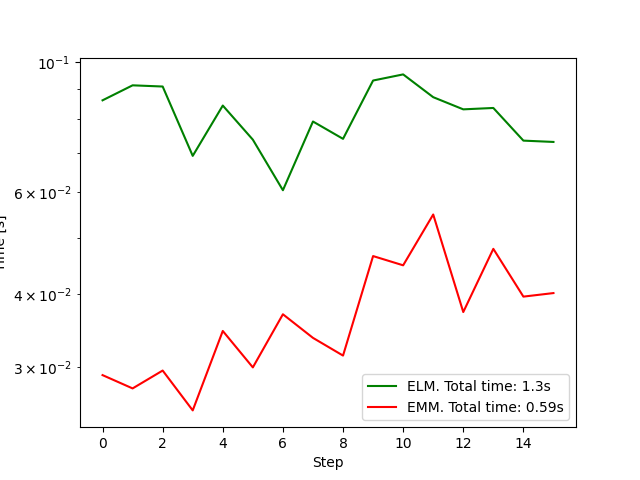 10⁻¹
6 × 10⁻²
4 × 10⁻²
3 × 10⁻²
Time [s]
0 2 4 6 8 10 12 14
Step
ELM. Total time: 1.3s
EMM. Total time: 0.59s